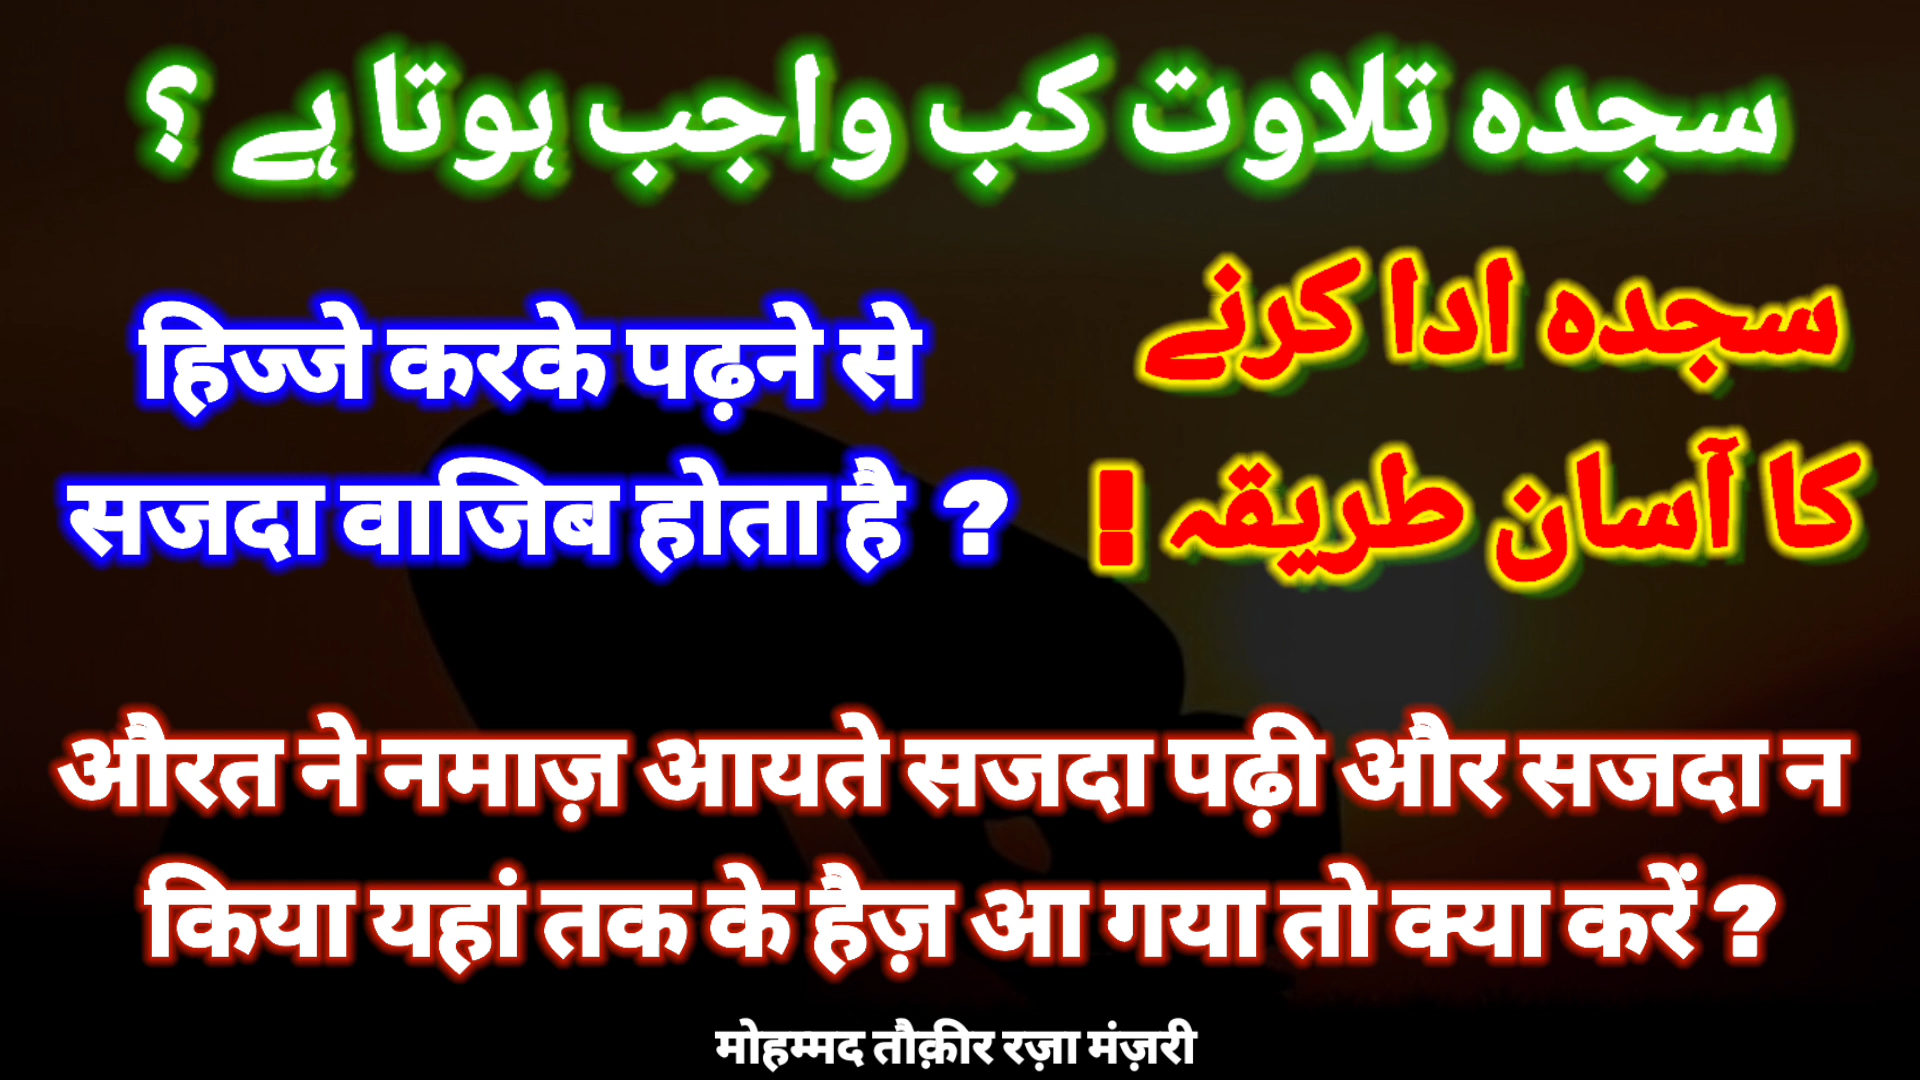 سجدہ تلاوت کب واجب ہوتا ہے ؟
سجدہ ادا کرنے
کا آسان طریقہ !
हिज्जे करके पढ़ने से
सजदा वाजिब होता है ?
औरत ने नमाज़ आयते सजदा पढ़ी और सजदा न
किया यहां तक के हैज़ आ गया तो क्या करें ?
मोहम्मद तौक़ीर रज़ा मंज़री